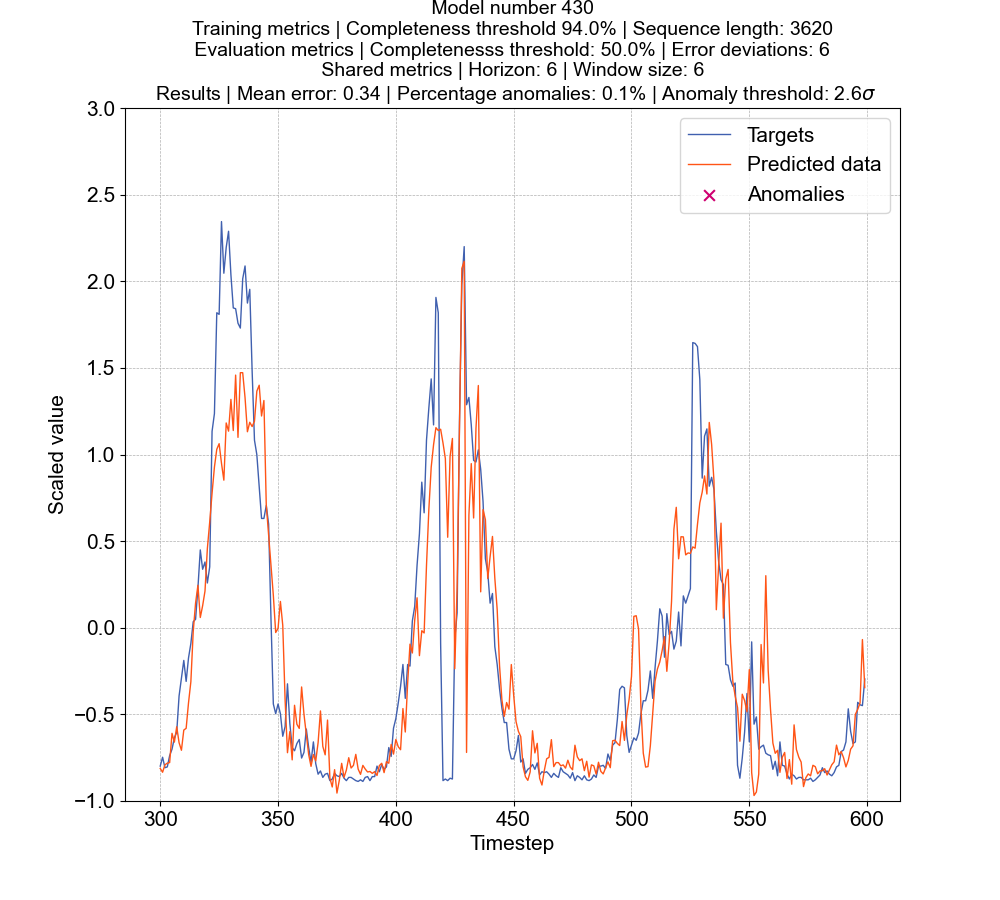 Model number 430
Training metrics | Completeness threshold 94.0% | Sequence length: 3620
Evaluation metrics | Completenesss threshold: 50.0% | Error deviations: 6
Shared metrics | Horizon: 6 | Window size: 6
Results | Mean error: 0.34 | Percentage anomalies: 0.1% | Anomaly threshold: 2.6σ
Targets
Predicted data
Anomalies
Scaled value
3.0
2.5
2.0
1.5
1.0
0.5
0.0
−0.5
−1.0
300
350
400
450
500
550
600
Timestep